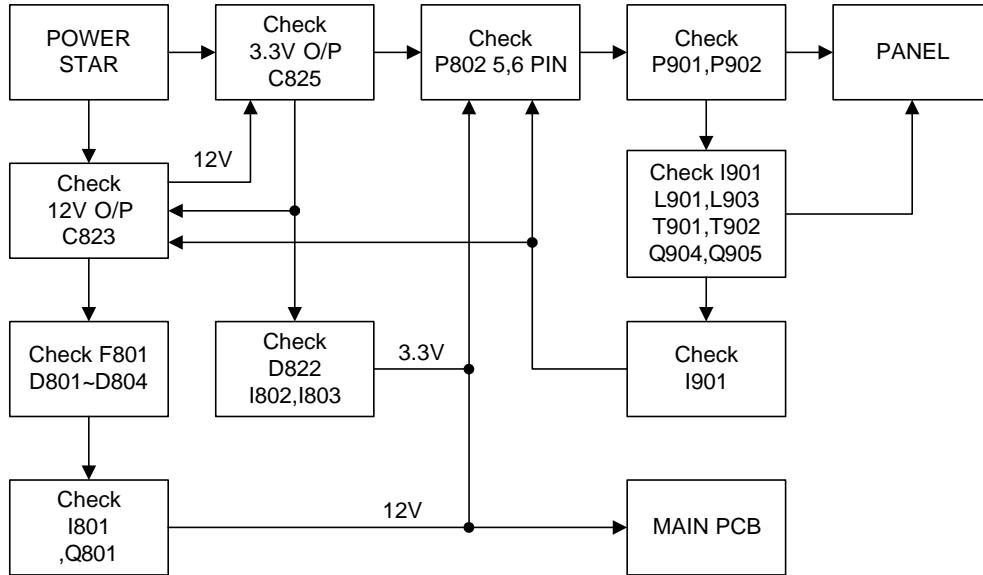 POWER
STAR
Check
3.3V O/P
C825
Check
P802 5,6 PIN
Check
P901,P902
PANEL
12V
Check
12V O/P
C823
Check I901
L901,L903
T901,T902
Q904,Q905
Check F801
D801~D804
Check
D822
I802,I803
3.3V
Check
I901
Check
I801
,Q801
12V
MAIN PCB